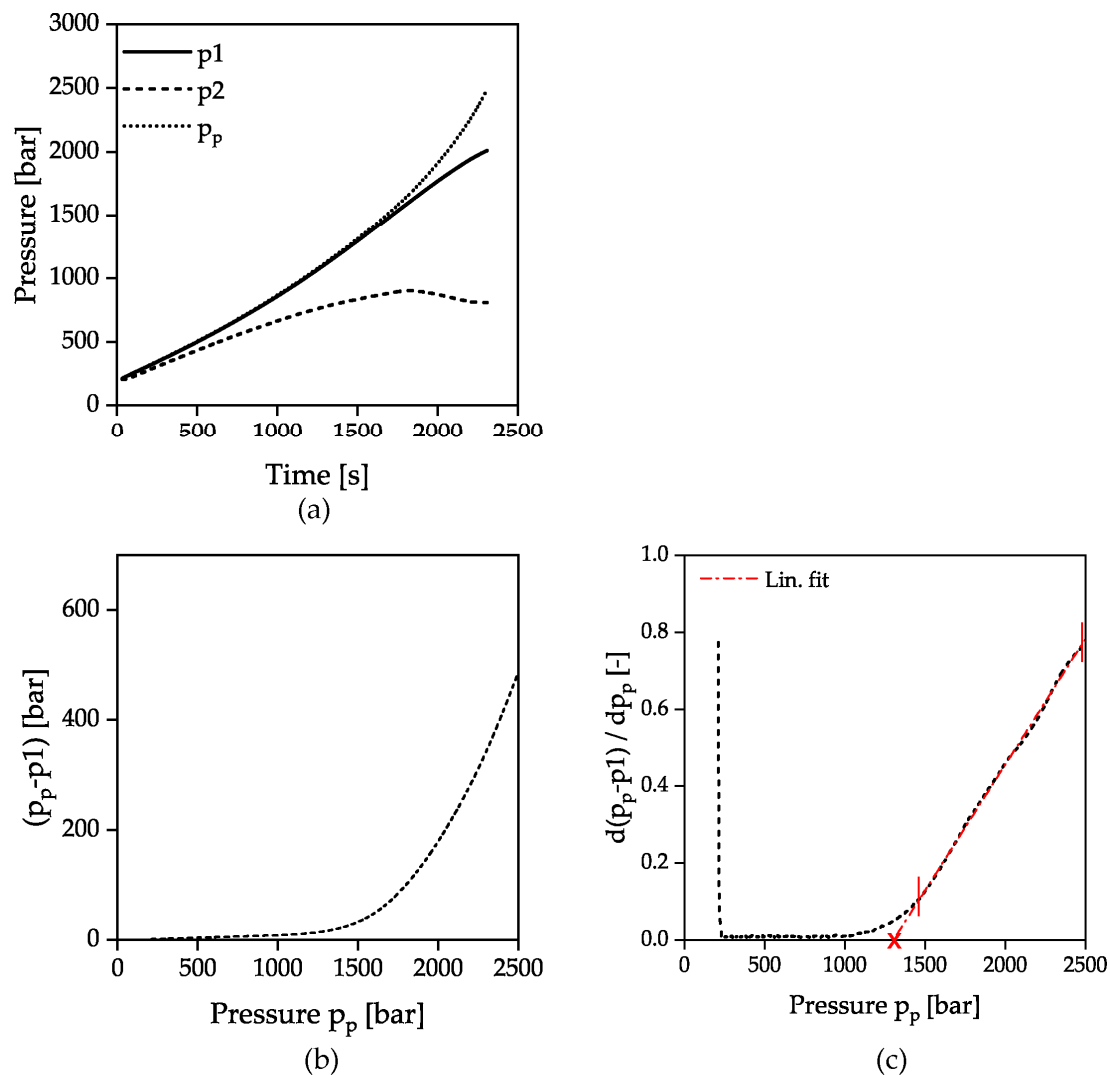 3000
2500
2000
1500
1000
500
0
Pressure [bar]
p1
p2
pp
0 500 1000 1500 2000 2500
Time [s]
(a)
600
400
200
0
(pp-p1) [bar]
0 500 1000 1500 2000 2500
Pressure pp [bar]
(b)
1.0
0.8
0.6
0.4
0.2
0.0
d(pp-p1) / dpp [-]
Lin. fit
X
0 500 1000 1500 2000 2500
Pressure pp [bar]
(c)